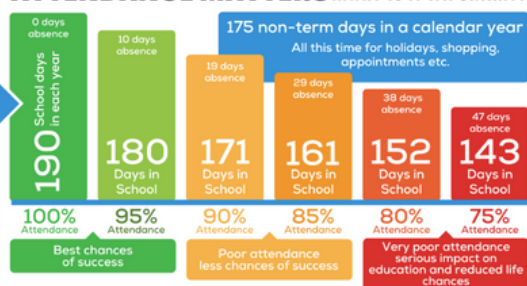 175 non-term days in a calendar year
All this time for holidays, shopping,
appointments etc.
0 days
absence
190 School days
in each year
10 days
absence
180
Days in
School
19 days
absence
171
Days in
School
29 days
absence
161
Days in
School
38 days
absence
152
Days in
School
47 days
absence
143
Days in
School
100%
Attendance
95%
Attendance
90%
Attendance
85%
Attendance
80%
Attendance
75%
Attendance
Best chances
of success
Poor attendance
less chances of success
Very poor attendance
serious impact on
education and reduced life
chances